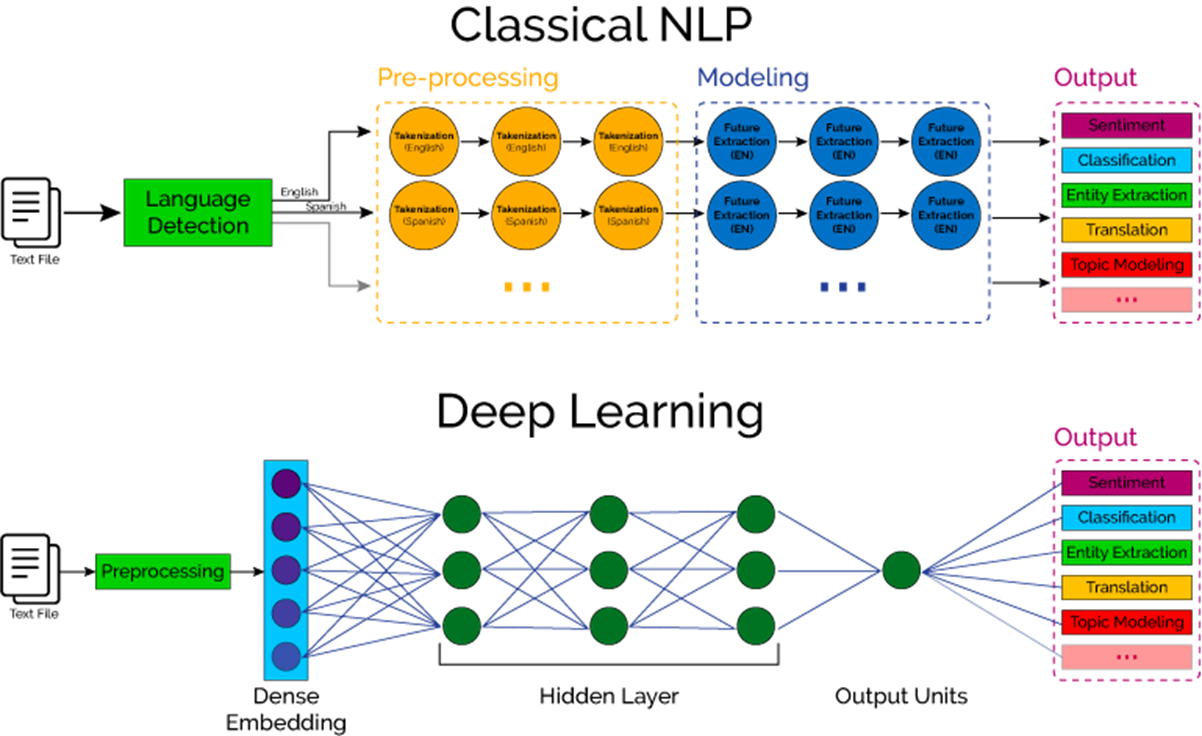 Classical NLP
Pre-processing
Modeling
Output
Text File
Language
Detection
English
Spanish
Takenization
(English)
Takenization
(English)
Takenization
(English)
Future
Extraction
(EN)
Future
Extraction
(EN)
Future
Extraction
(EN)
Takenization
(Spanish)
Takenization
(Spanish)
Takenization
(Spanish)
Future
Extraction
(EN)
Future
Extraction
(EN)
Future
Extraction
(EN)
...
...
Sentiment
Classification
Entity Extraction
Translation
Topic Modeling
...
Deep Learning
Output
Text File
Preprocessing
Dense
Embedding
Hidden Layer
Output Units
Sentiment
Classification
Entity Extraction
Translation
Topic Modeling
...